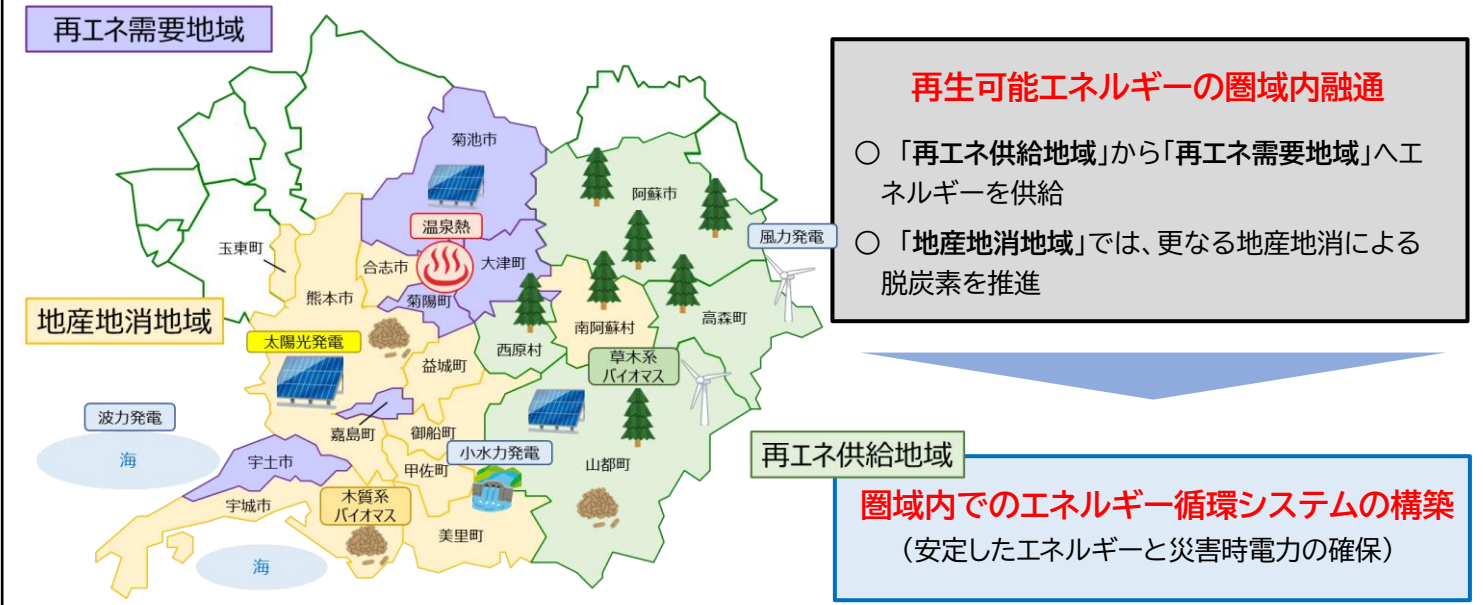 再エネ需要地域
菊池市
阿蘇市
温泉熱
風力発電
玉東町
合志市
大津町
熊本市
菊陽町
地産地消地域
南阿蘇村
高森町
太陽光発電
西原村
益城町
草木系
バイオマス
波力発電
嘉島町
御船町
海
宇土市
甲佐町
小水力発電
山都町
再エネ供給地域
宇城市
木質系
バイオマス
美里町
海
再生可能エネルギーの圏域内融通
〇 「再エネ供給地域」から「再エネ需要地域」へエ
ネルギーを供給
〇 「地産地消地域」では、更なる地産地消による
脱炭素を推進
圏域内でのエネルギー循環システムの構築
（安定したエネルギーと災害時電力の確保）